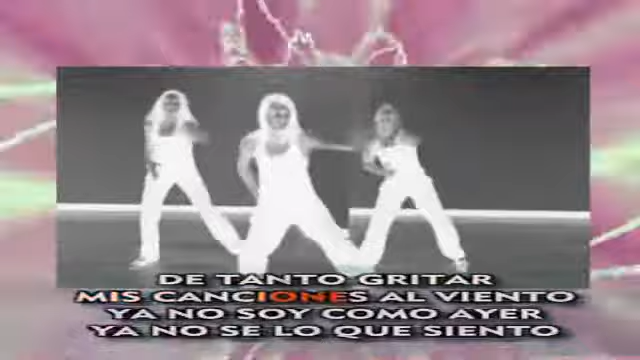 DE TANTO GRITAR
MIS CANCIONES AL VIENTO
YA NO SOY COMO AYER
YA NO SE LO QUE SIENTO